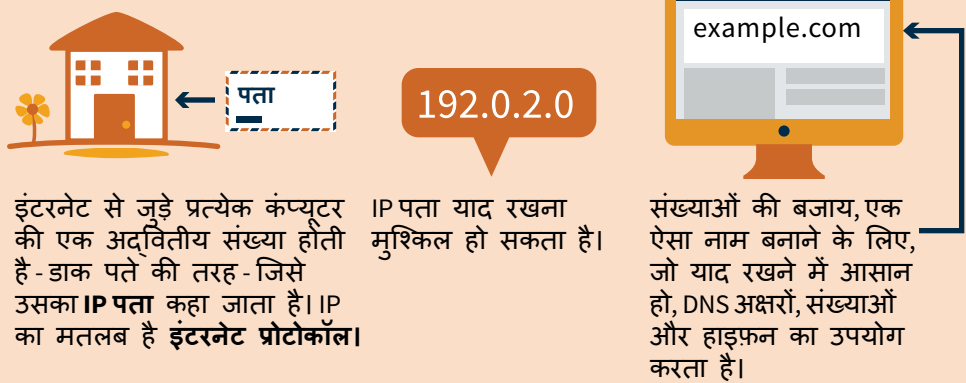 पता
192.0.2.0
example.com
इंटरनेट से जुड़े प्रत्येक कंप्यूटर
की एक अद्वितीय संख्या होती
है - डाक पते की तरह - जिसे
उसका IP पता कहा जाता है। IP
का मतलब है इंटरनेट प्रोटोकॉल।
IP पता याद रखना
मुश्किल हो सकता है।
संख्याओं की बजाय, एक
ऐसा नाम बनाने के लिए,
जो याद रखने में आसान
हो, DNS अक्षरों, संख्याओं
और हाइफ़न का उपयोग
करता है।